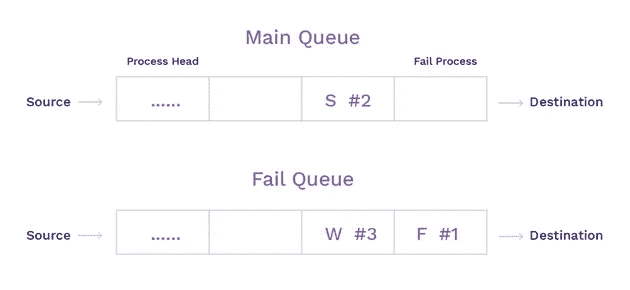 Main Queue
Process Head Fail Process
Source ...... S #2 Destination
Fail Queue
Source ...... W #3 F #1 Destination